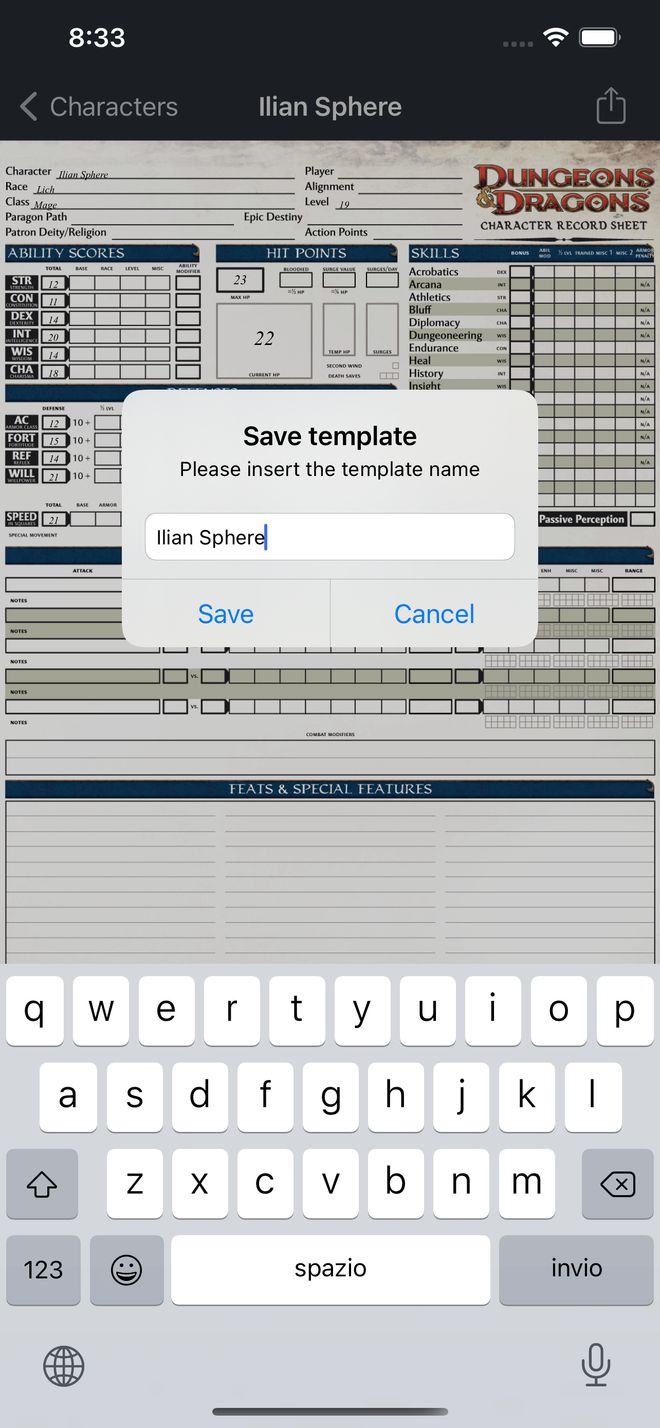 8:33
Characters
Ilian Sphere
Character Ilian Sphere
Player
Race Lich
Alignment
Class Mage
Level 19
Paragon Path
Epic Destiny
Patron Deity/Religion
Action Points
DUNGEONS
& DRAGONS
CHARACTER RECORD SHEET
ABILITY SCORES
HIT POINTS
SKILLS
BONUS
ABIL MOD
½ LVL
TRAINED
MISC 1
MISC 2
ARMOR PENALTY
TOTAL BASE RACE LEVEL MISC ABILITY MODIFIER
STR STRENGTH 12
CON CONSTITUTION 11
DEX DEXTERITY 14
INT INTELLIGENCE 20
WIS WISDOM 14
CHA CHARISMA 18
23
MAX HP
BLOODIED
=½ HP
SURGE VALUE
=¼ HP
SURGES/DAY
22
CURRENT HP
TEMP HP
SURGES
SECOND WIND
DEATH SAVES
Acrobatics DEX
Arcana INT N/A
Athletics STR
Bluff CHA N/A
Diplomacy CHA N/A
Dungeoneering WIS N/A
Endurance CON
Heal WIS N/A
History INT N/A
Insight WIS N/A
DEFENSE ½ LVL
AC ARMOR CLASS 12 10 +
FORT FORTITUDE 15 10 +
REF REFLEX 14 10 +
WILL WILLPOWER 21 10 +
N/A
N/A
N/A
TOTAL BASE ARMOR
SPEED IN SQUARES 21
SPECIAL MOVEMENT
Passive Perception
Save template
Please insert the template name
Ilian Sphere
Save
Cancel
ATTACK
ENH MISC MISC RANGE
NOTES
NOTES
NOTES
VS.
NOTES
VS.
NOTES
COMBAT MODIFIERS
FEATS & SPECIAL FEATURES
q w e r t y u i o p
a s d f g h j k l
z x c v b n m
123 spazio invio